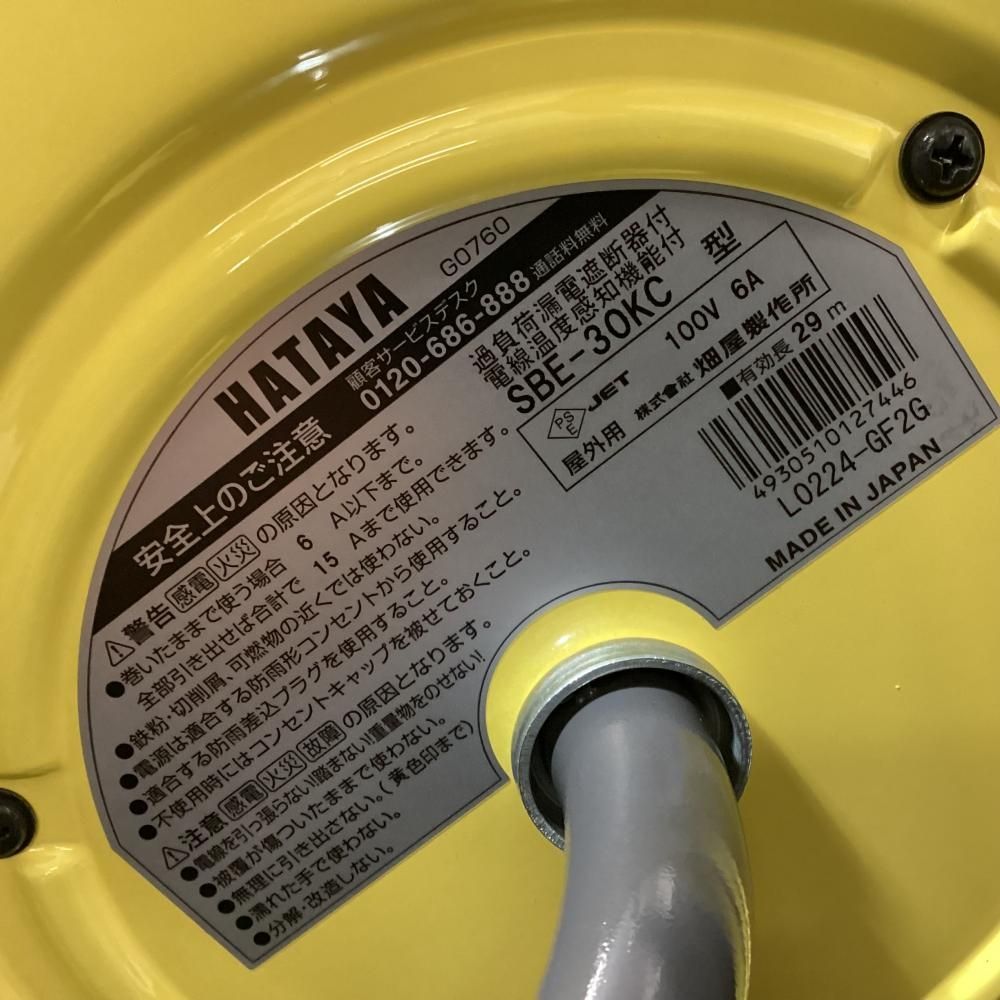 HATAYA G0760
安全上のご注意
顧客サービスデスク
0120-686-888 通話料無料
⚠警告 感電 火災 の原因となります。
●巻いたままで使う場合 6 A以下まで。
全部引き出せば合計で 15 Aまで使用できます。
●鉄粉・切削屑、可燃物の近くでは使わない。
●電源は適合する防雨形コンセントから使用すること。
●適合する防雨差込プラグを使用すること。
●不使用時にはコンセントキャップを被せておくこと。
⚠注意 感電 火災 故障 の原因となります。
●電線を引っ張らない!踏まない!重量物をのせない!
●被覆が傷ついたままで使わない。
●無理に引き出さない。(黄色印まで)
●濡れた手で使わない。
●分解・改造しない。
過負荷漏電遮断器付
電線温度感知機能付
SBE-30KC 型
PSE JET 100V 6A
屋外用 株式会社 畑屋製作所
■有効長 29 m
4930510127446
L0224-GF2G
MADE IN JAPAN